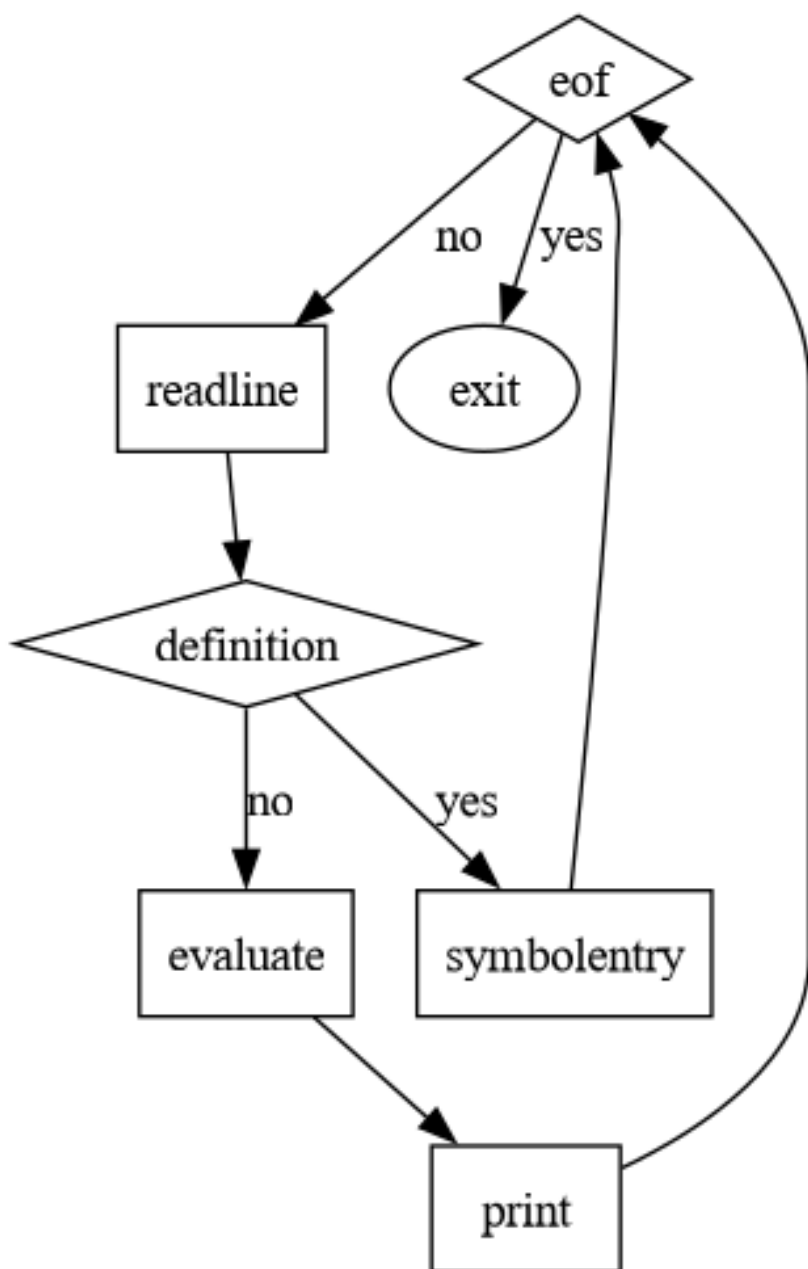 eof
no
yes
readline
exit
definition
no
yes
evaluate
symbolentry
print